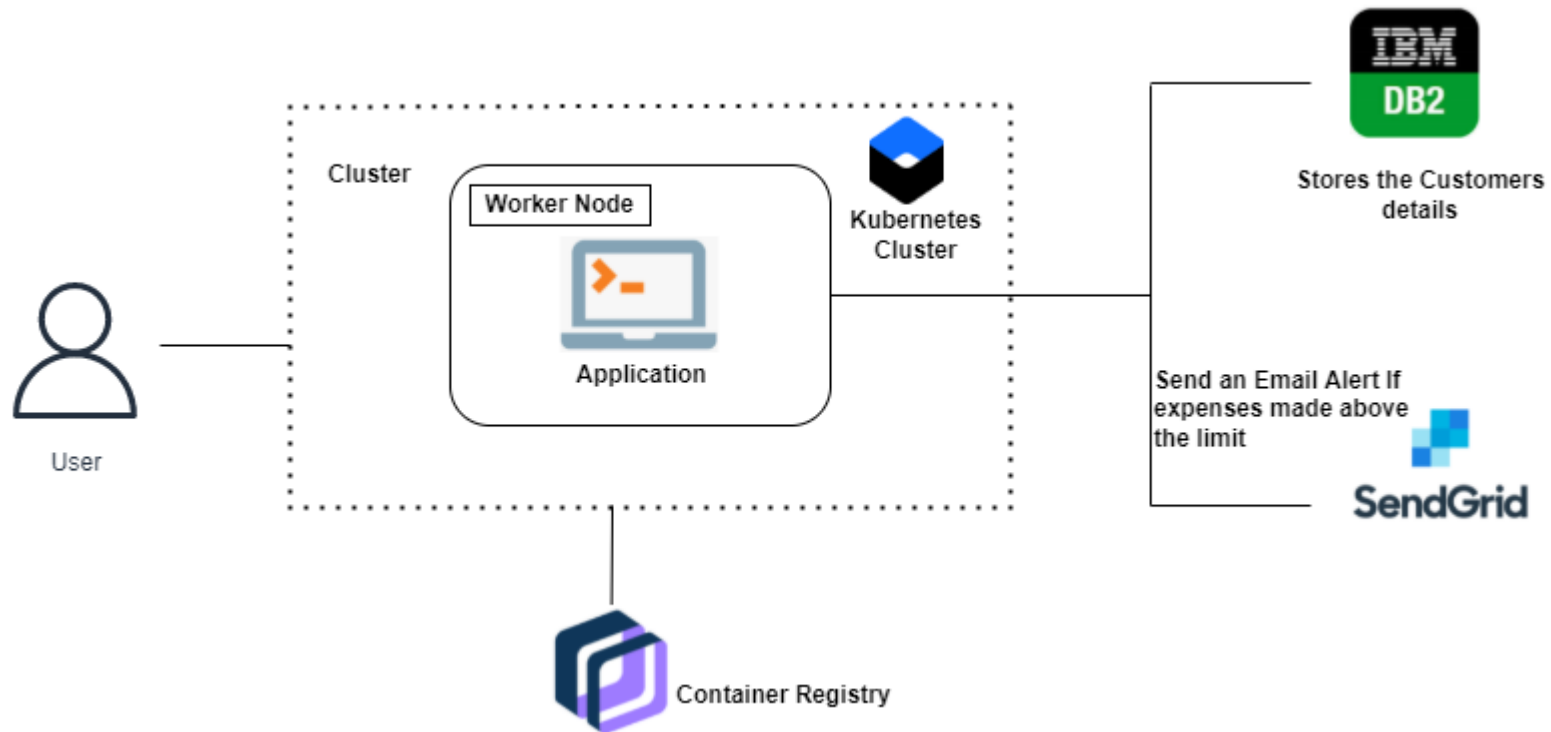 IBM
DB2
Stores the Customers
details
Cluster
Worker Node
Kubernetes
Cluster
Application
User
Send an Email Alert If
expenses made above
the limit
SendGrid
Container Registry